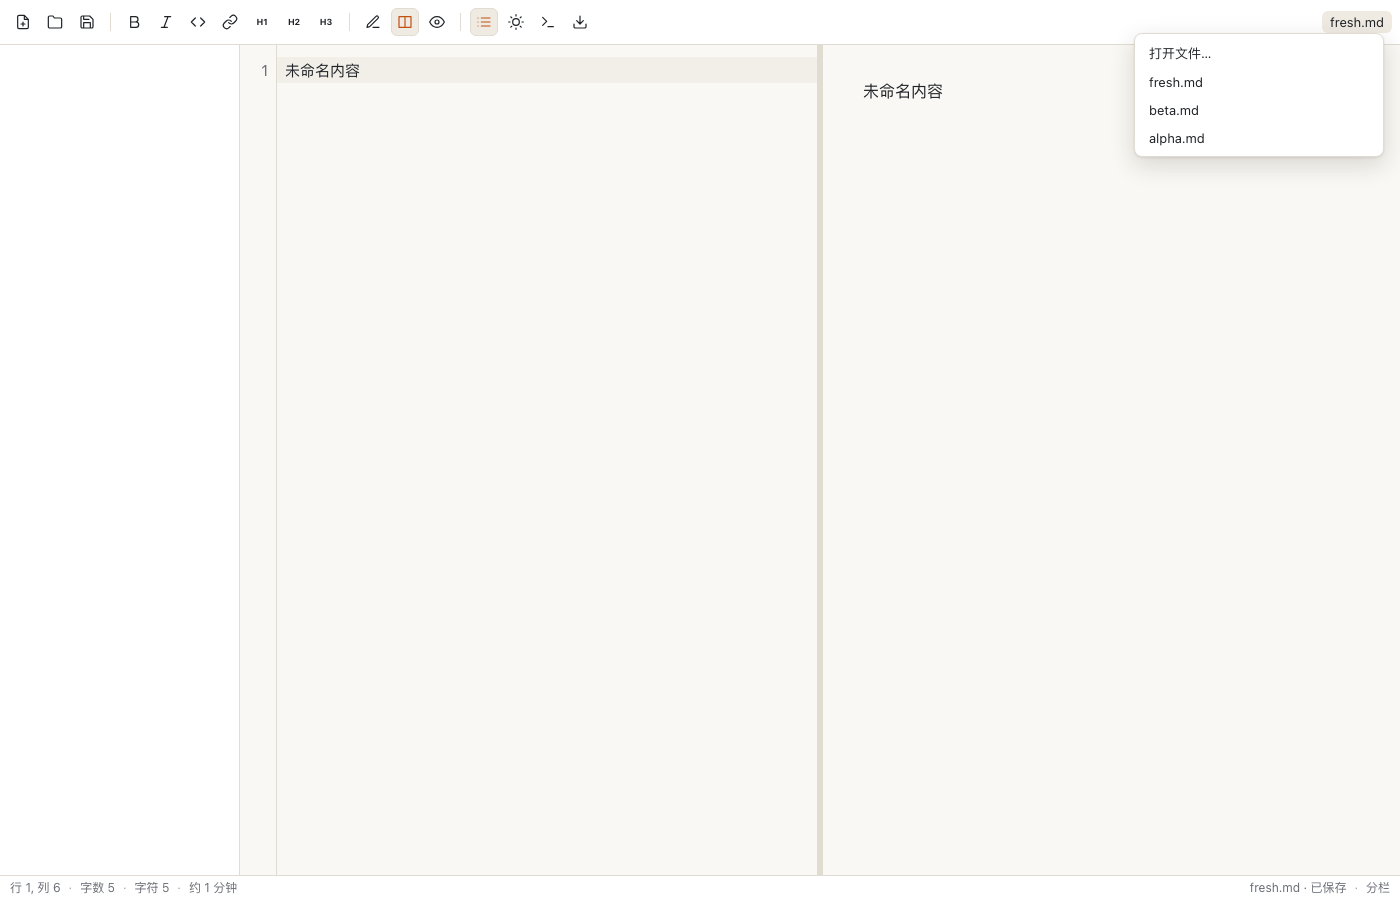 H1 H2 H3 fresh.md
打开文件...
fresh.md
beta.md
alpha.md
1 未命名内容
未命名内容
行 1, 列 6 · 字数 5 · 字符 5 · 约 1 分钟
fresh.md · 已保存 · 分栏